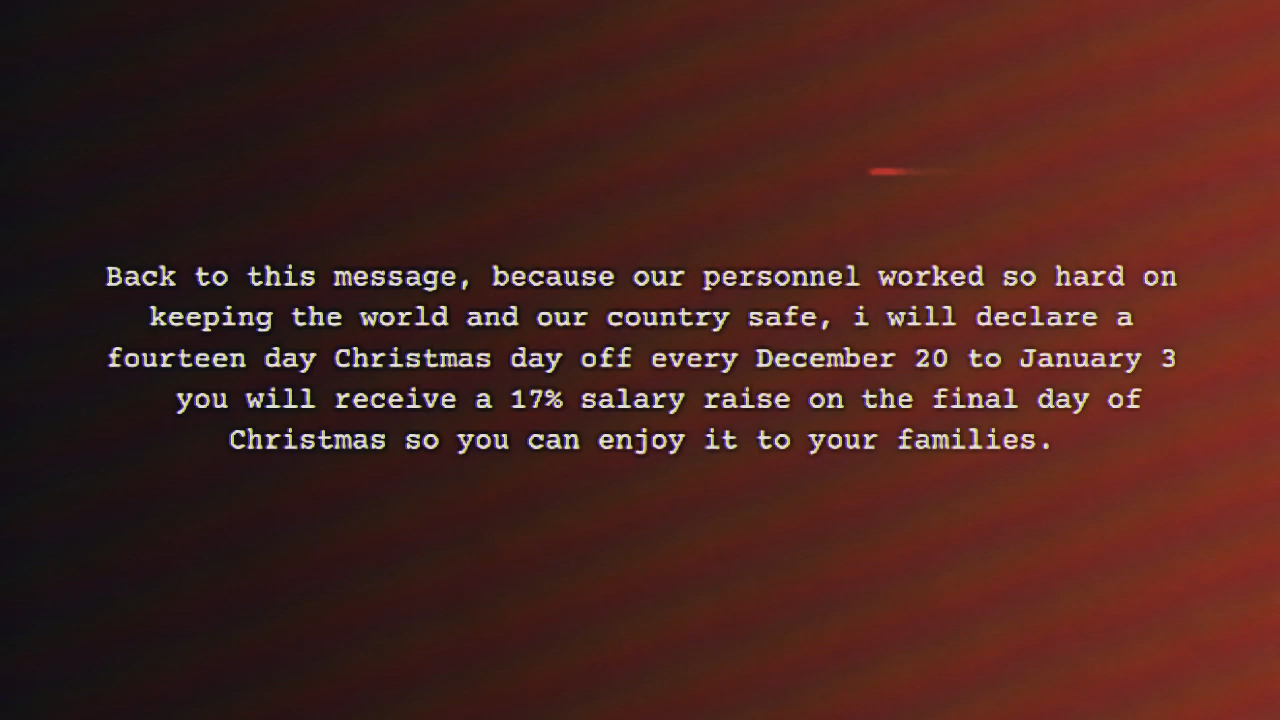 Back to this message, because our personnel worked so hard on
keeping the world and our country safe, i will declare a
fourteen day Christmas day off every December 20 to January 3
you will receive a 17% salary raise on the final day of
Christmas so you can enjoy it to your families.